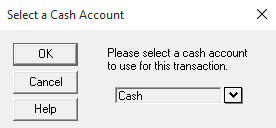 Select a Cash Account
OK
Cancel
Help
Please select a cash account
to use for this transaction.
Cash